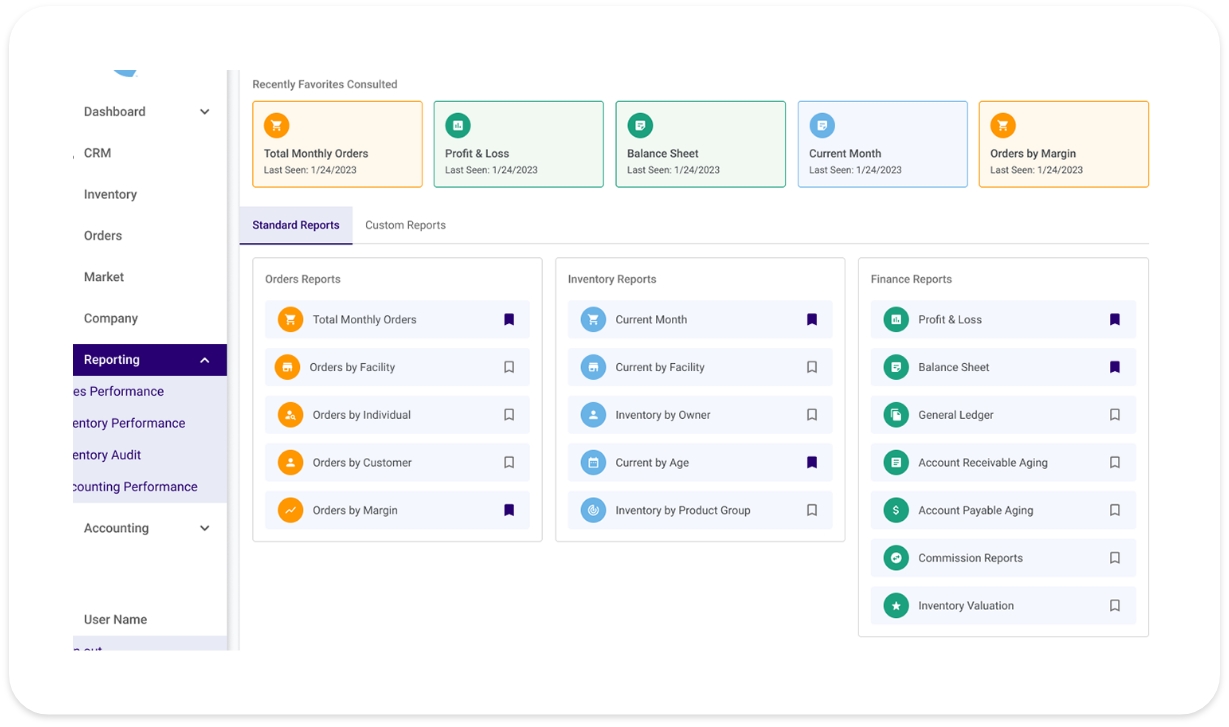 Dashboard
CRM
Inventory
Orders
Market
Company
Reporting
es Performance
entory Performance
entory Audit
counting Performance
Accounting
User Name
Recently Favorites Consulted
Total Monthly Orders
Last Seen: 1/24/2023
Profit & Loss
Last Seen: 1/24/2023
Balance Sheet
Last Seen: 1/24/2023
Current Month
Last Seen: 1/24/2023
Orders by Margin
Last Seen: 1/24/2023
Standard Reports
Custom Reports
Orders Reports
Total Monthly Orders
Orders by Facility
Orders by Individual
Orders by Customer
Orders by Margin
Inventory Reports
Current Month
Current by Facility
Inventory by Owner
Current by Age
Inventory by Product Group
Finance Reports
Profit & Loss
Balance Sheet
General Ledger
Account Receivable Aging
Account Payable Aging
Commission Reports
Inventory Valuation